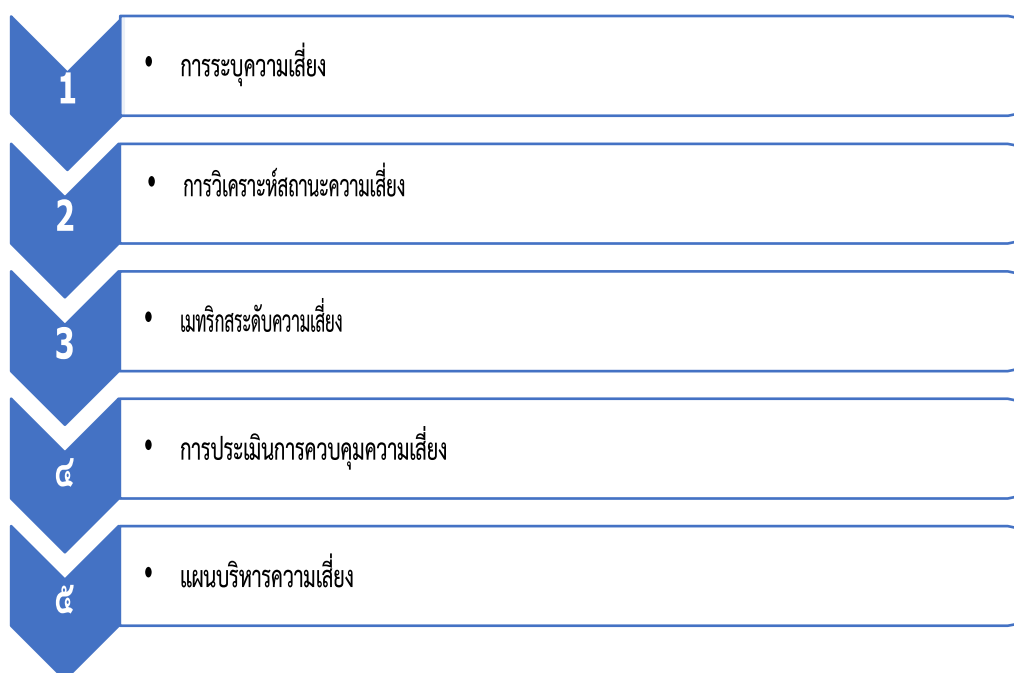 1
• การระบุความเสี่ยง
2
• การวิเคราะห์สถานะความเสี่ยง
3
• เมทริกสระดับความเสี่ยง
๔
• การประเมินการควบคุมความเสี่ยง
๕
• แผนบริหารความเสี่ยง